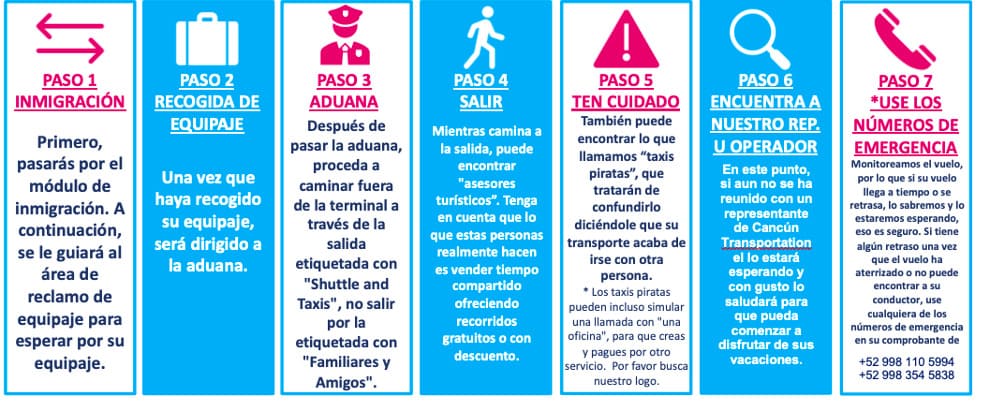 PASO 1
INMIGRACIÓN
Primero,
pasarás por el
módulo de
inmigración. A
continuación,
se le guiará al
área de
reclamo de
equipaje para
esperar por su
equipaje.
PASO 2
RECOGIDA DE
EQUIPAJE
Una vez que
haya recogido
su equipaje,
será dirigido a
la aduana.
PASO 3
ADUANA
Después de
pasar la aduana,
proceda a
caminar fuera
de la terminal a
través de la
salida
etiquetada con
"Shuttle and
Taxis", no salir
por la
etiquetada con
"Familiares y
Amigos".
PASO 4
SALIR
Mientras camina a
la salida, puede
encontrar
"asesores
turísticos”. Tenga
en cuenta que lo
que estas personas
realmente hacen
es vender tiempo
compartido
ofreciendo
recorridos
gratuitos o con
descuento.
PASO 5
TEN CUIDADO
También puede
encontrar lo que
llamamos “taxis
piratas”, que
tratarán de
confundirlo
diciéndole que su
transporte acaba de
irse con otra
persona.
* Los taxis piratas
pueden incluso simular
una llamada con "una
oficina", para que creas
y pagues por otro
servicio. Por favor busca
nuestro logo.
PASO 6
ENCUENTRA A
NUESTRO REP.
U OPERADOR
En este punto,
si aun no se ha
reunido con un
representante
de Cancún
Transportation
el lo estará
esperando y
con gusto lo
saludará para
que pueda
comenzar a
disfrutar de sus
vacaciones.
PASO 7
*USE LOS
NÚMEROS DE
EMERGENCIA
Monitoreamos el vuelo,
por lo que si su vuelo
llega a tiempo o se
retrasa, lo sabremos y lo
estaremos esperando,
eso es seguro. Si tiene
algún retraso una vez
que el vuelo ha
aterrizado o no puede
encontrar a su
conductor, use
cualquiera de los
números de emergencia
en su comprobante de
+52 998 110 5994
+52 998 354 5838